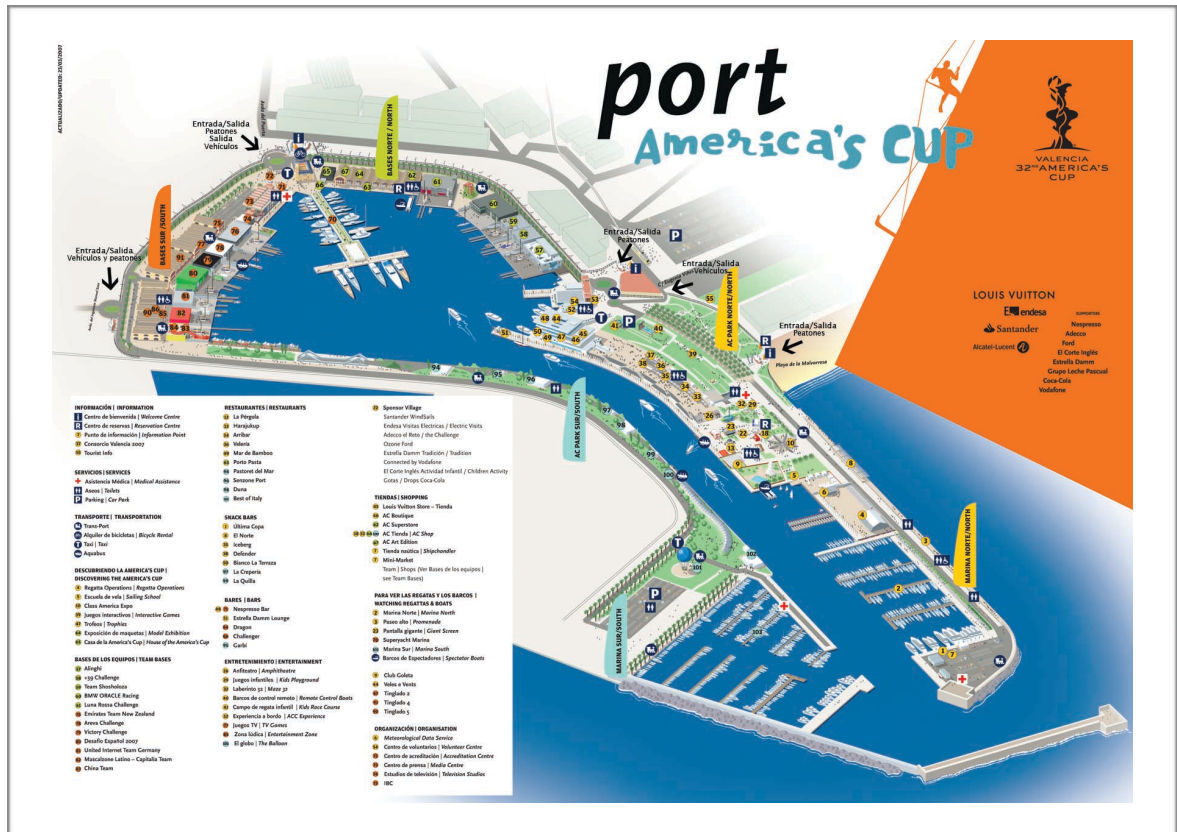 ACTUALIZADO/UPDATED: 23/03/2007
port
America's CUP
VALENCIA
32ND AMERICA'S
CUP
Entrada/Salida
Peatones
Salida
Vehículos
BASES NORTE / NORTH
BASES SUR / SOUTH
Entrada/Salida
Vehículos y peatones
Entrada/Salida
Peatones
Entrada/Salida
Vehículos
AC PARK NORTE/NORTH
Entrada/Salida
Peatones
Playa de la Malvarrosa
AC PARK SUR/SOUTH
MARINA NORTE/NORTH
MARINA SUR/SOUTH
LOUIS VUITTON
endesa
Santander
Alcatel-Lucent
SUPPORTERS
Nespresso
Adecco
Ford
El Corte Inglés
Estrella Damm
Grupo Leche Pascual
Coca-Cola
Vodafone
INFORMACIÓN | INFORMATION
i Centro de bienvenida | Welcome Centre
R Centro de reservas | Reservation Centre
Punto de información | Information Point
Consorcio Valencia 2007
Tourist Info
SERVICIOS | SERVICES
Asistencia Médica | Medical Assistance
Aseos | Toilets
P Parking | Car Park
TRANSPORTE | TRANSPORTATION
Trans-Port
Alquiler de bicicletas | Bicycle Rental
T Taxi | Taxi
Aquabus
DESCUBRIENDO LA AMERICA'S CUP |
DISCOVERING THE AMERICA'S CUP
Regatta Operations | Regatta Operations
Escuela de vela | Sailing School
Class America Expo
Juegos interactivos | Interactive Games
Trofeos | Trophies
Exposición de maquetas | Model Exhibition
Casa de la America's Cup | House of the America's Cup
BASES DE LOS EQUIPOS | TEAM BASES
Alinghi
+39 Challenge
Team Shosholoza
BMW ORACLE Racing
Luna Rossa Challenge
Emirates Team New Zealand
Areva Challenge
Victory Challenge
Desafío Español 2007
United Internet Team Germany
Mascalzone Latino – Capitalia Team
China Team
RESTAURANTES | RESTAURANTS
La Pérgola
Harajukup
Arribar
Velería
Mar de Bamboo
Porto Pasta
Pastoret del Mar
Senzone Port
Duna
Best of Italy
SNACK BARS
Última Copa
El Norte
Iceberg
Defender
Bianco La Terraza
La Crepería
La Quilla
BARES | BARS
Nespresso Bar
Estrella Damm Lounge
Dragon
Challenger
Garbí
ENTRETENIMIENTO | ENTERTAINMENT
Anfiteatro | Amphitheatre
Juegos infantiles | Kids Playground
Laberinto 32 | Maze 32
Barcos de control remoto | Remote Control Boats
Campo de regata infantil | Kids Race Course
Experiencia a bordo | ACC Experience
Juegos TV | TV Games
Zona lúdica | Entertainment Zone
El globo | The Balloon
Sponsor Village
Santander WindSails
Endesa Visitas Electricas / Electric Visits
Adecco el Reto / the Challenge
Ozone Ford
Estrella Damm Tradición / Tradition
Connected by Vodafone
El Corte Inglés Actividad Infantil / Children Activity
Gotas / Drops Coca-Cola
TIENDAS | SHOPPING
Louis Vuitton Store – Tienda
AC Boutique
AC Superstore
AC Tienda | AC Shop
AC Art Edition
Tienda naútica | Shipchandler
Mini-Market
Team | Shops (Ver Bases de los equipos |
see Team Bases)
PARA VER LAS REGATAS Y LOS BARCOS |
WATCHING REGATTAS & BOATS
Marina Norte | Marina North
Paseo alto | Promenade
Pantalla gigante | Giant Screen
Superyacht Marina
Marina Sur | Marina South
Barcos de Espectadores | Spectator Boats
Club Goleta
Veles e Vents
Tinglado 2
Tinglado 4
Tinglado 5
ORGANIZACIÓN | ORGANISATION
Meteorological Data Service
Centro de voluntarios | Volunteer Centre
Centro de acreditación | Accreditation Centre
Centro de prensa | Media Centre
Estudios de televisión | Television Studios
IBC